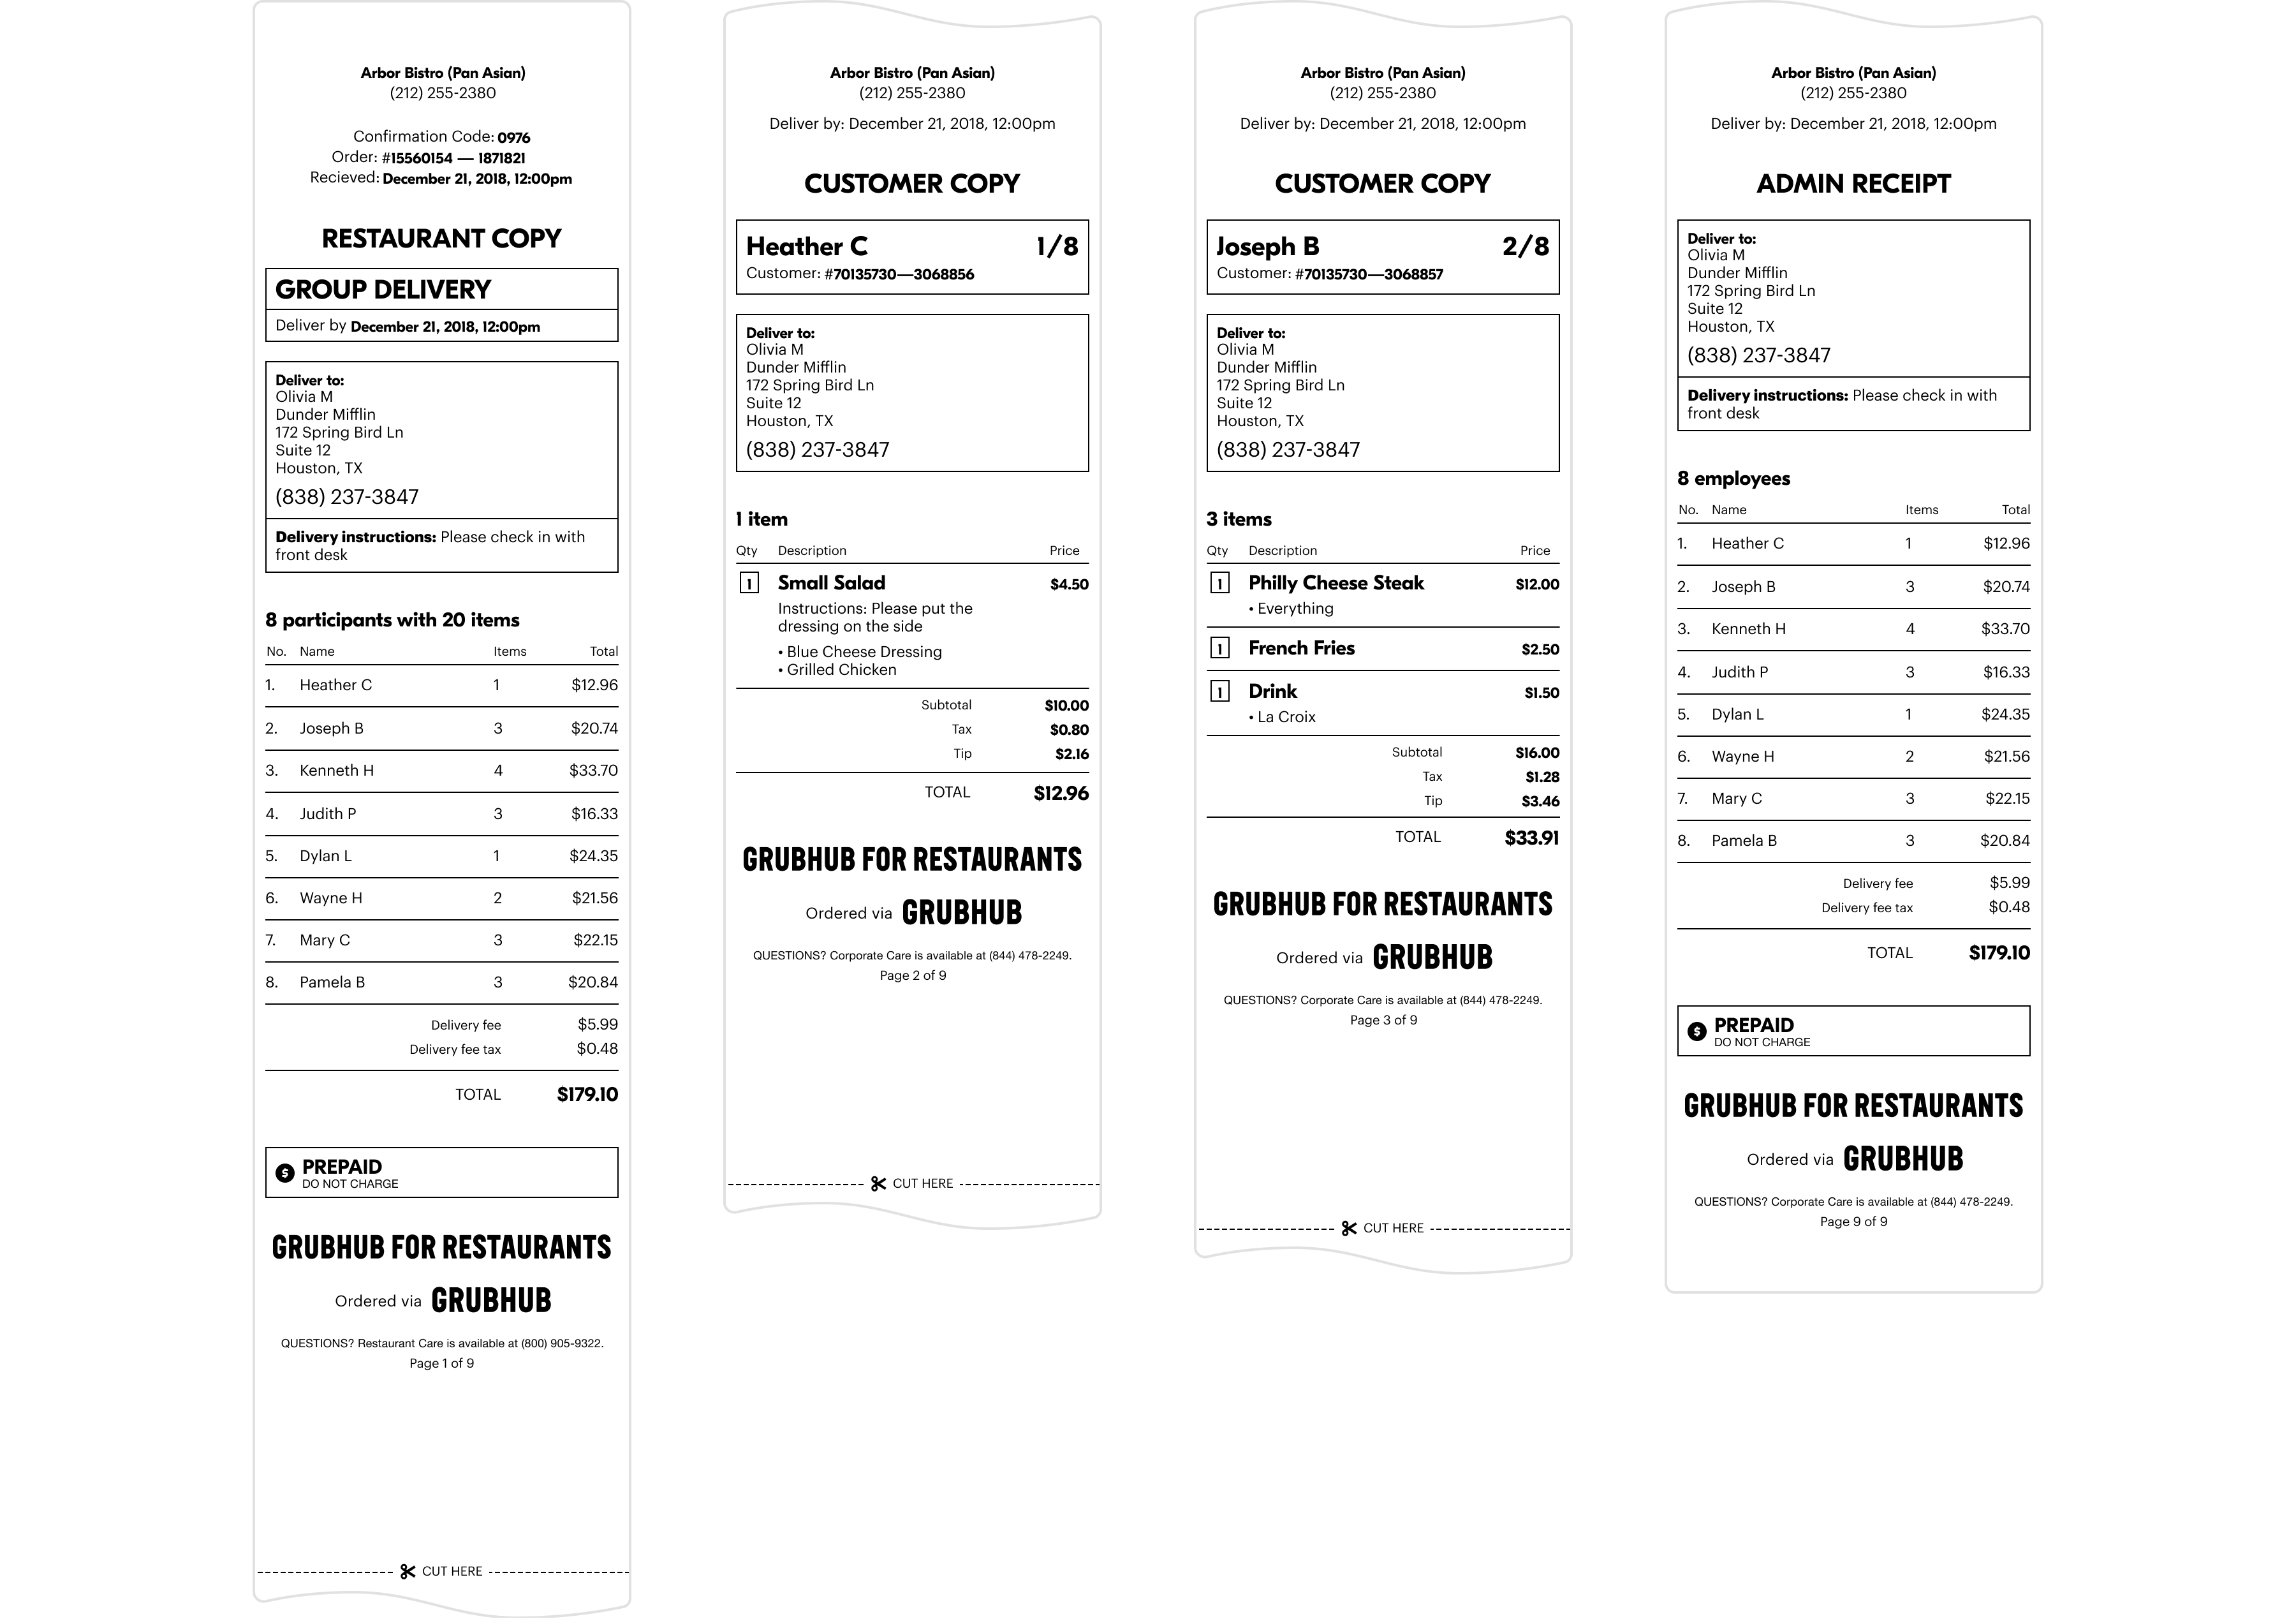 Arbor Bistro (Pan Asian)
(212) 255-2380
Confirmation Code: 0976
Order: #15560154 — 1871821
Recieved: December 21, 2018, 12:00pm
RESTAURANT COPY
GROUP DELIVERY
Deliver by December 21, 2018, 12:00pm
Deliver to:
Olivia M
Dunder Mifflin
172 Spring Bird Ln
Suite 12
Houston, TX
(838) 237-3847
Delivery instructions: Please check in with
front desk
8 participants with 20 items
No. Name Items Total
1. Heather C 1 $12.96
2. Joseph B 3 $20.74
3. Kenneth H 4 $33.70
4. Judith P 3 $16.33
5. Dylan L 1 $24.35
6. Wayne H 2 $21.56
7. Mary C 3 $22.15
8. Pamela B 3 $20.84
Delivery fee $5.99
Delivery fee tax $0.48
TOTAL $179.10
$ PREPAID
DO NOT CHARGE
GRUBHUB FOR RESTAURANTS
Ordered via GRUBHUB
QUESTIONS? Restaurant Care is available at (800) 905-9322.
Page 1 of 9
CUT HERE
Arbor Bistro (Pan Asian)
(212) 255-2380
Deliver by: December 21, 2018, 12:00pm
CUSTOMER COPY
Heather C 1/8
Customer: #70135730—3068856
Deliver to:
Olivia M
Dunder Mifflin
172 Spring Bird Ln
Suite 12
Houston, TX
(838) 237-3847
1 item
Qty Description Price
1 Small Salad $4.50
Instructions: Please put the
dressing on the side
• Blue Cheese Dressing
• Grilled Chicken
Subtotal $10.00
Tax $0.80
Tip $2.16
TOTAL $12.96
GRUBHUB FOR RESTAURANTS
Ordered via GRUBHUB
QUESTIONS? Corporate Care is available at (844) 478-2249.
Page 2 of 9
CUT HERE
Arbor Bistro (Pan Asian)
(212) 255-2380
Deliver by: December 21, 2018, 12:00pm
CUSTOMER COPY
Joseph B 2/8
Customer: #70135730—3068857
Deliver to:
Olivia M
Dunder Mifflin
172 Spring Bird Ln
Suite 12
Houston, TX
(838) 237-3847
3 items
Qty Description Price
1 Philly Cheese Steak $12.00
• Everything
1 French Fries $2.50
1 Drink $1.50
• La Croix
Subtotal $16.00
Tax $1.28
Tip $3.46
TOTAL $33.91
GRUBHUB FOR RESTAURANTS
Ordered via GRUBHUB
QUESTIONS? Corporate Care is available at (844) 478-2249.
Page 3 of 9
CUT HERE
Arbor Bistro (Pan Asian)
(212) 255-2380
Deliver by: December 21, 2018, 12:00pm
ADMIN RECEIPT
Deliver to:
Olivia M
Dunder Mifflin
172 Spring Bird Ln
Suite 12
Houston, TX
(838) 237-3847
Delivery instructions: Please check in with
front desk
8 employees
No. Name Items Total
1. Heather C 1 $12.96
2. Joseph B 3 $20.74
3. Kenneth H 4 $33.70
4. Judith P 3 $16.33
5. Dylan L 1 $24.35
6. Wayne H 2 $21.56
7. Mary C 3 $22.15
8. Pamela B 3 $20.84
Delivery fee $5.99
Delivery fee tax $0.48
TOTAL $179.10
$ PREPAID
DO NOT CHARGE
GRUBHUB FOR RESTAURANTS
Ordered via GRUBHUB
QUESTIONS? Corporate Care is available at (844) 478-2249.
Page 9 of 9